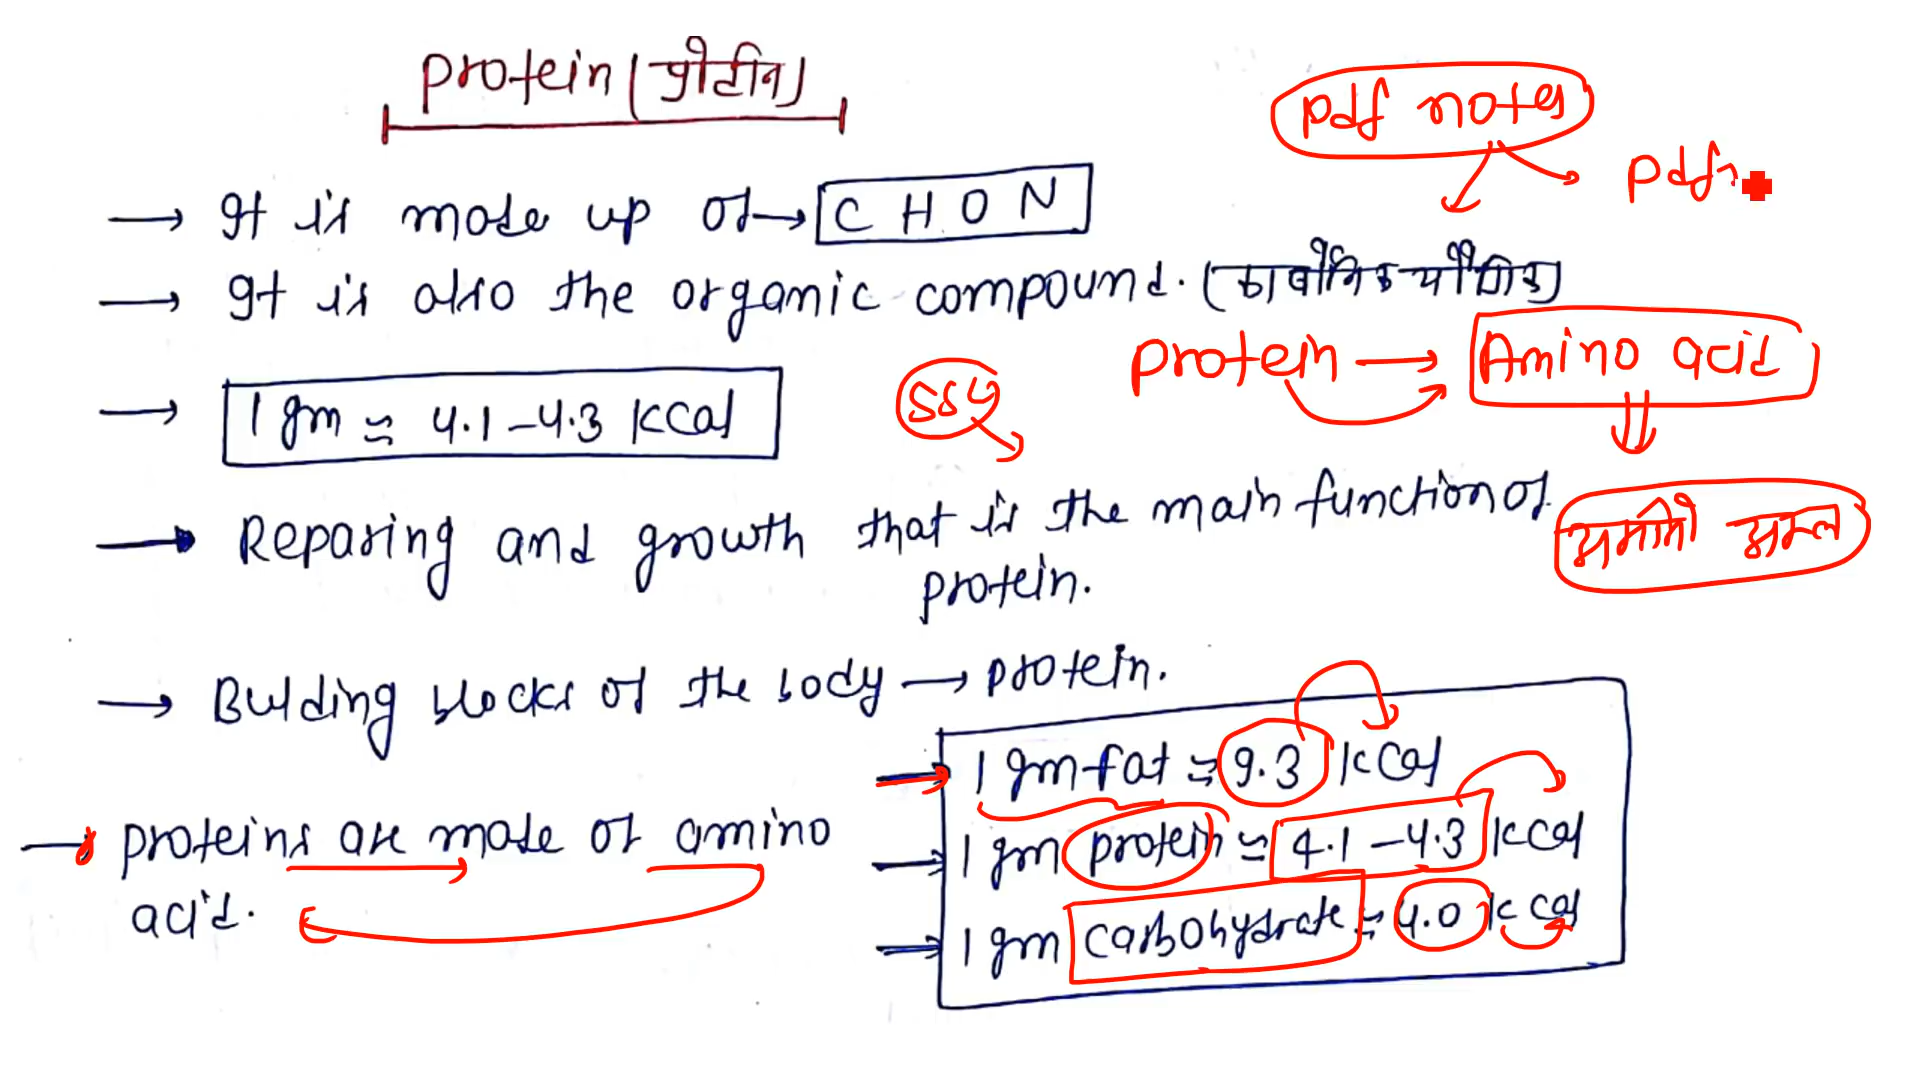 protein (प्रोटीन)
pdf notes
pdf
→ It is made up of → C H O N
→ It is also the organic compound. (कार्बोनिक यौगिक)
protein → Amino acid
→ 1 gm ≃ 4.1-4.3 kcal
→ Reparing and growth that is the main function of
protein.
अमीनो अम्ल
→ Bulding blocks of the body → protein.
→ 1 gm fat ≃ 9.3 kcal
→ proteins are made of amino
acid.
→ 1 gm protein ≃ 4.1 - 4.3 kcal
→ 1 gm carbohydrate ≃ 4.0 kcal